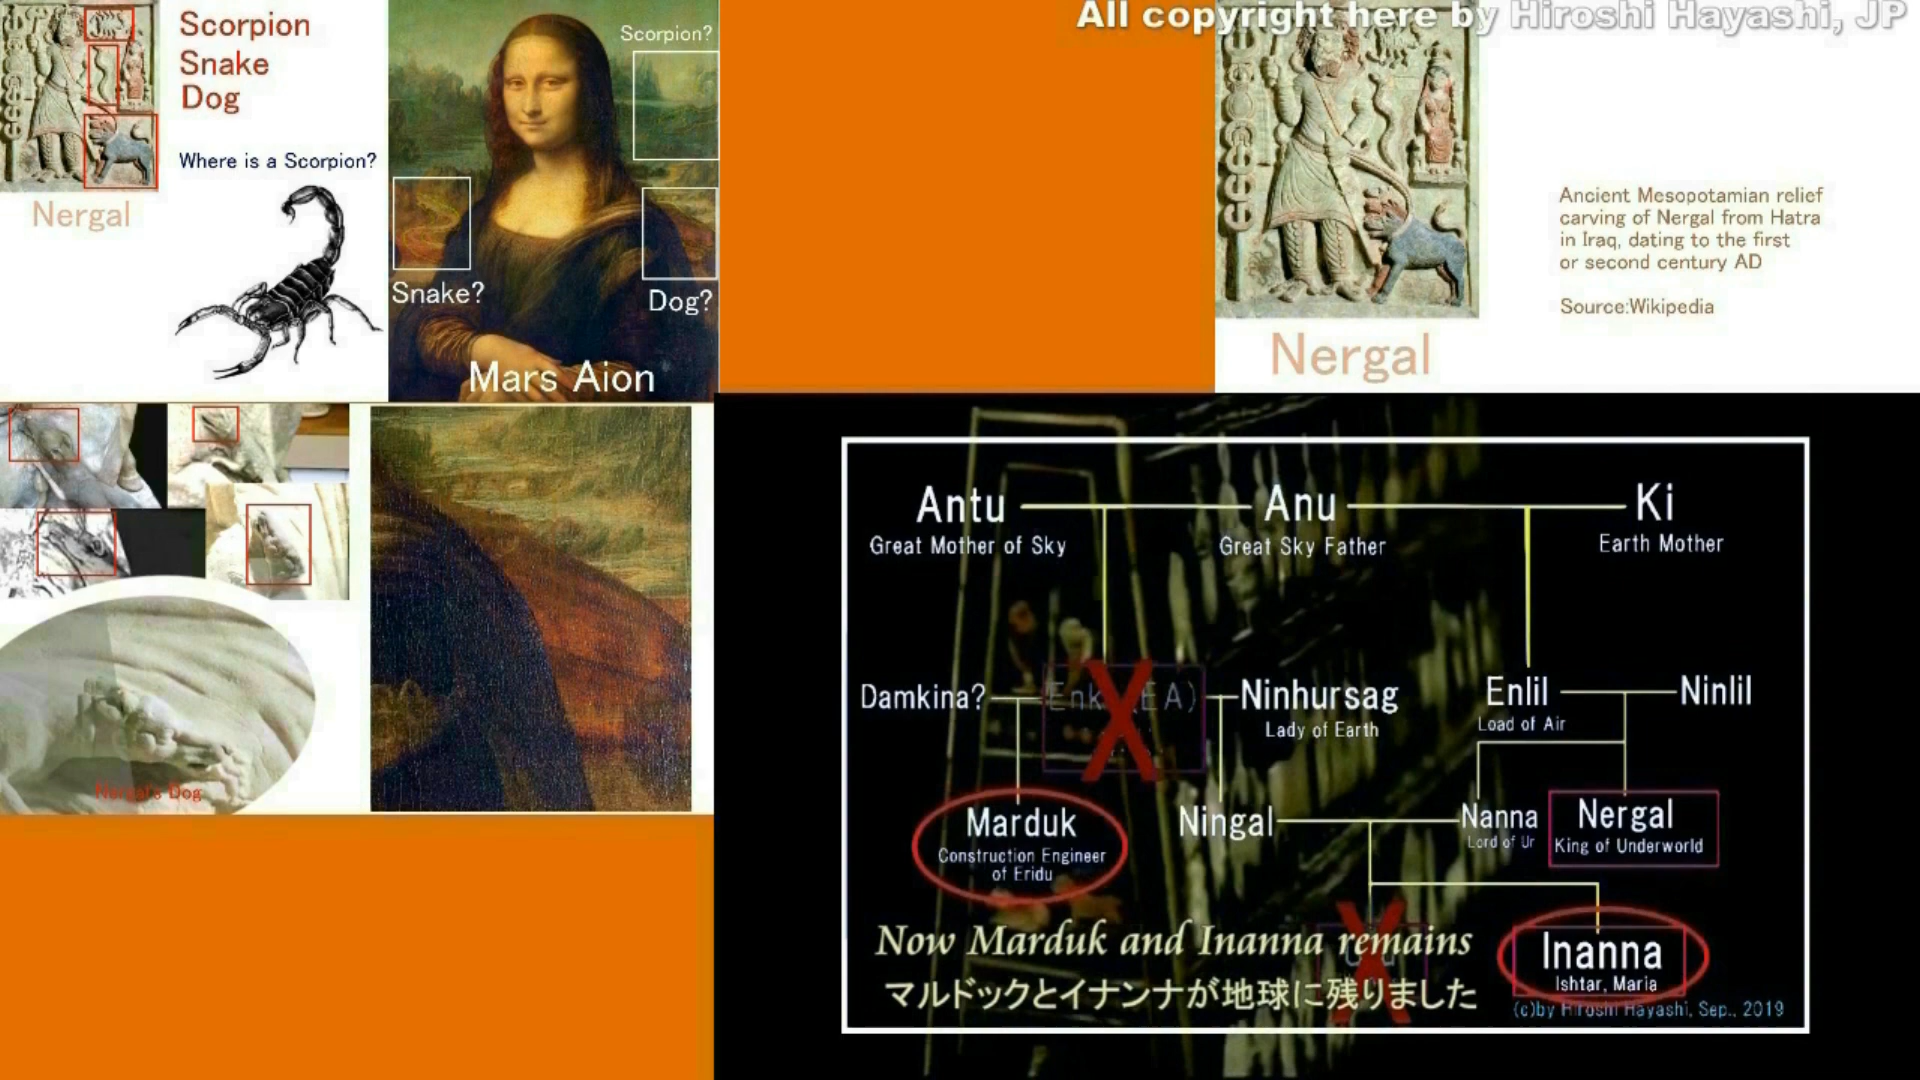 All copyright here by Hiroshi Hayashi, JP
Scorpion
Snake
Dog
Where is a Scorpion?
Nergal
Scorpion?
Snake?
Dog?
Mars Aion
Ancient Mesopotamian relief
carving of Nergal from Hatra
in Iraq, dating to the first
or second century AD
Source:Wikipedia
Nergal
Nergal's Dog
Antu
Great Mother of Sky
Anu
Great Sky Father
Ki
Earth Mother
Damkina?
X
Ninhursag
Lady of Earth
Enlil
Load of Air
Ninlil
Marduk
Construction Engineer
of Eridu
Ningal
Nanna
Lord of Ur
Nergal
King of Underworld
X
Inanna
Ishtar, Maria
Now Marduk and Inanna remains
マルドックとイナンナが地球に残りました
(c)by Hiroshi Hayashi, Sep., 2019